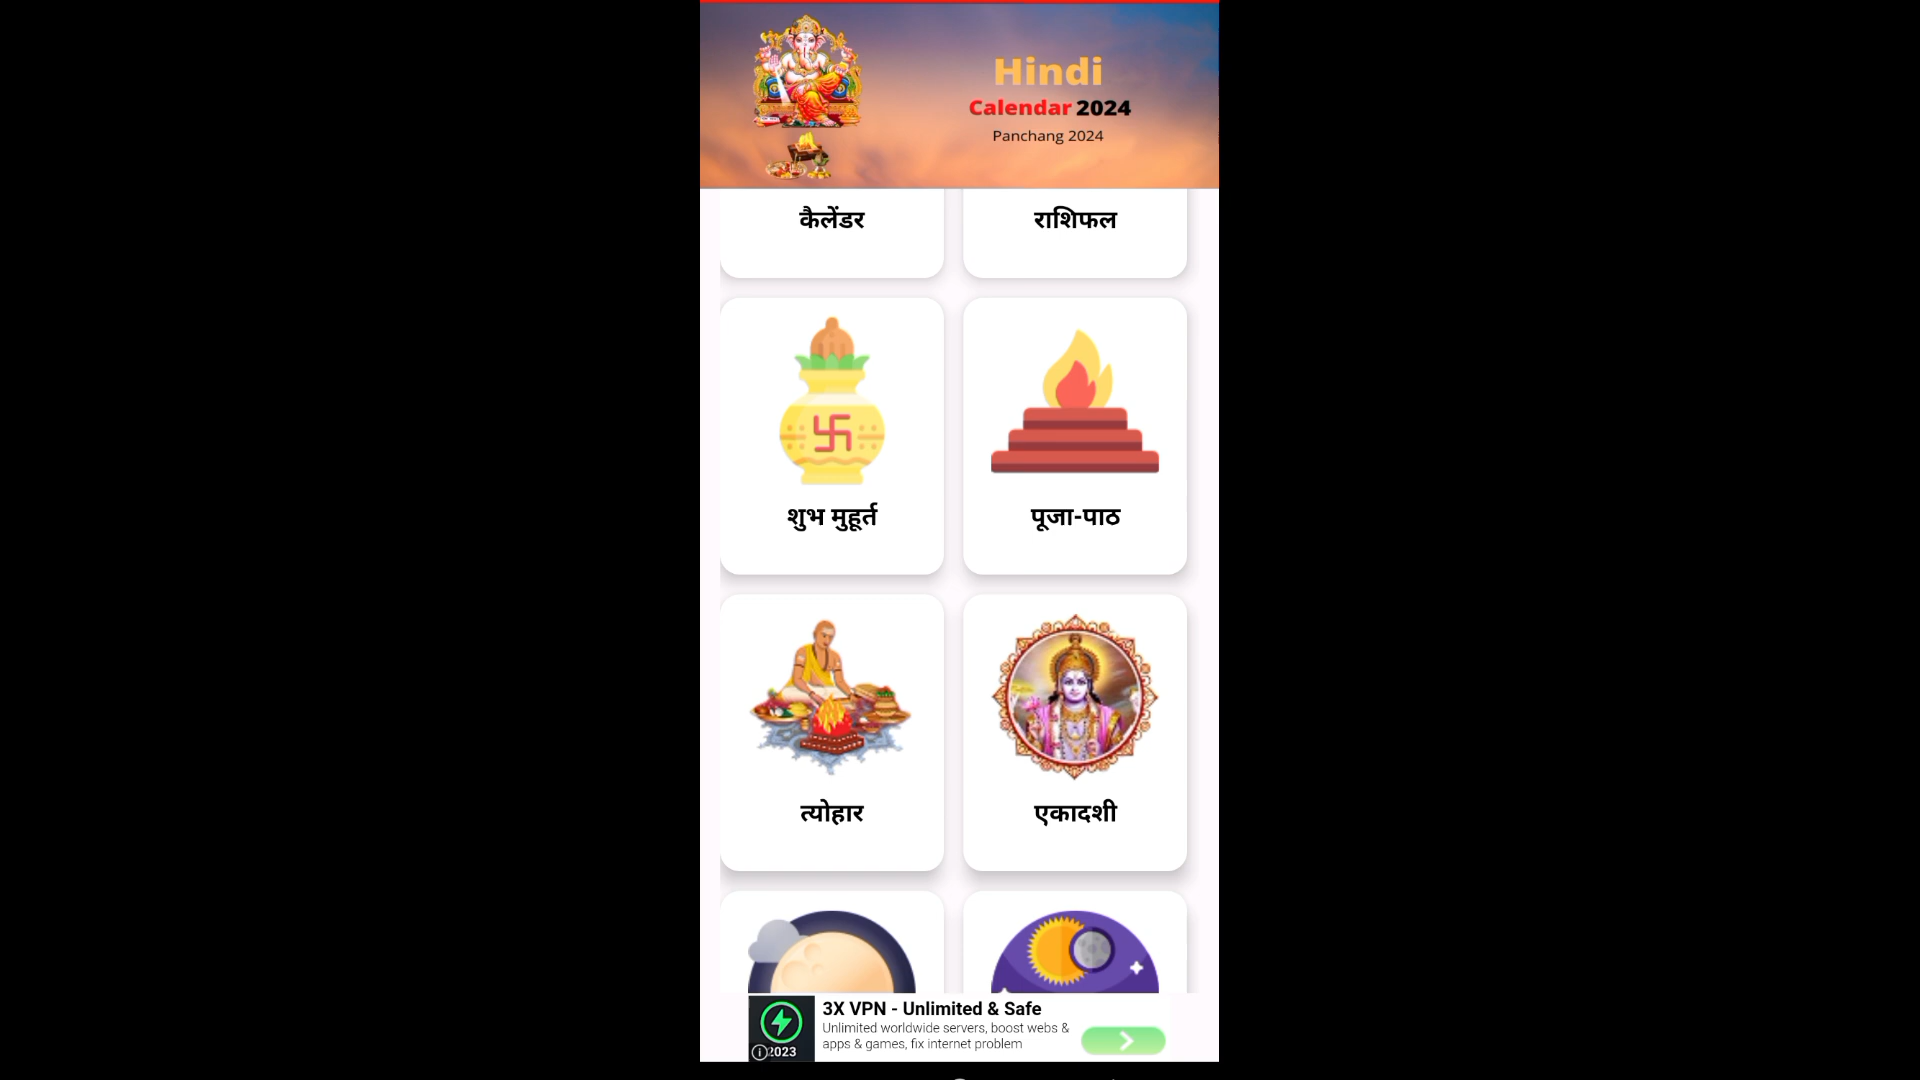 Hindi
Calendar 2024
Panchang 2024
कैलेंडर
राशिफल
शुभ मुहूर्त
पूजा-पाठ
त्योहार
एकादशी
3X VPN - Unlimited & Safe
Unlimited worldwide servers, boost webs &
apps & games, fix internet problem
2023